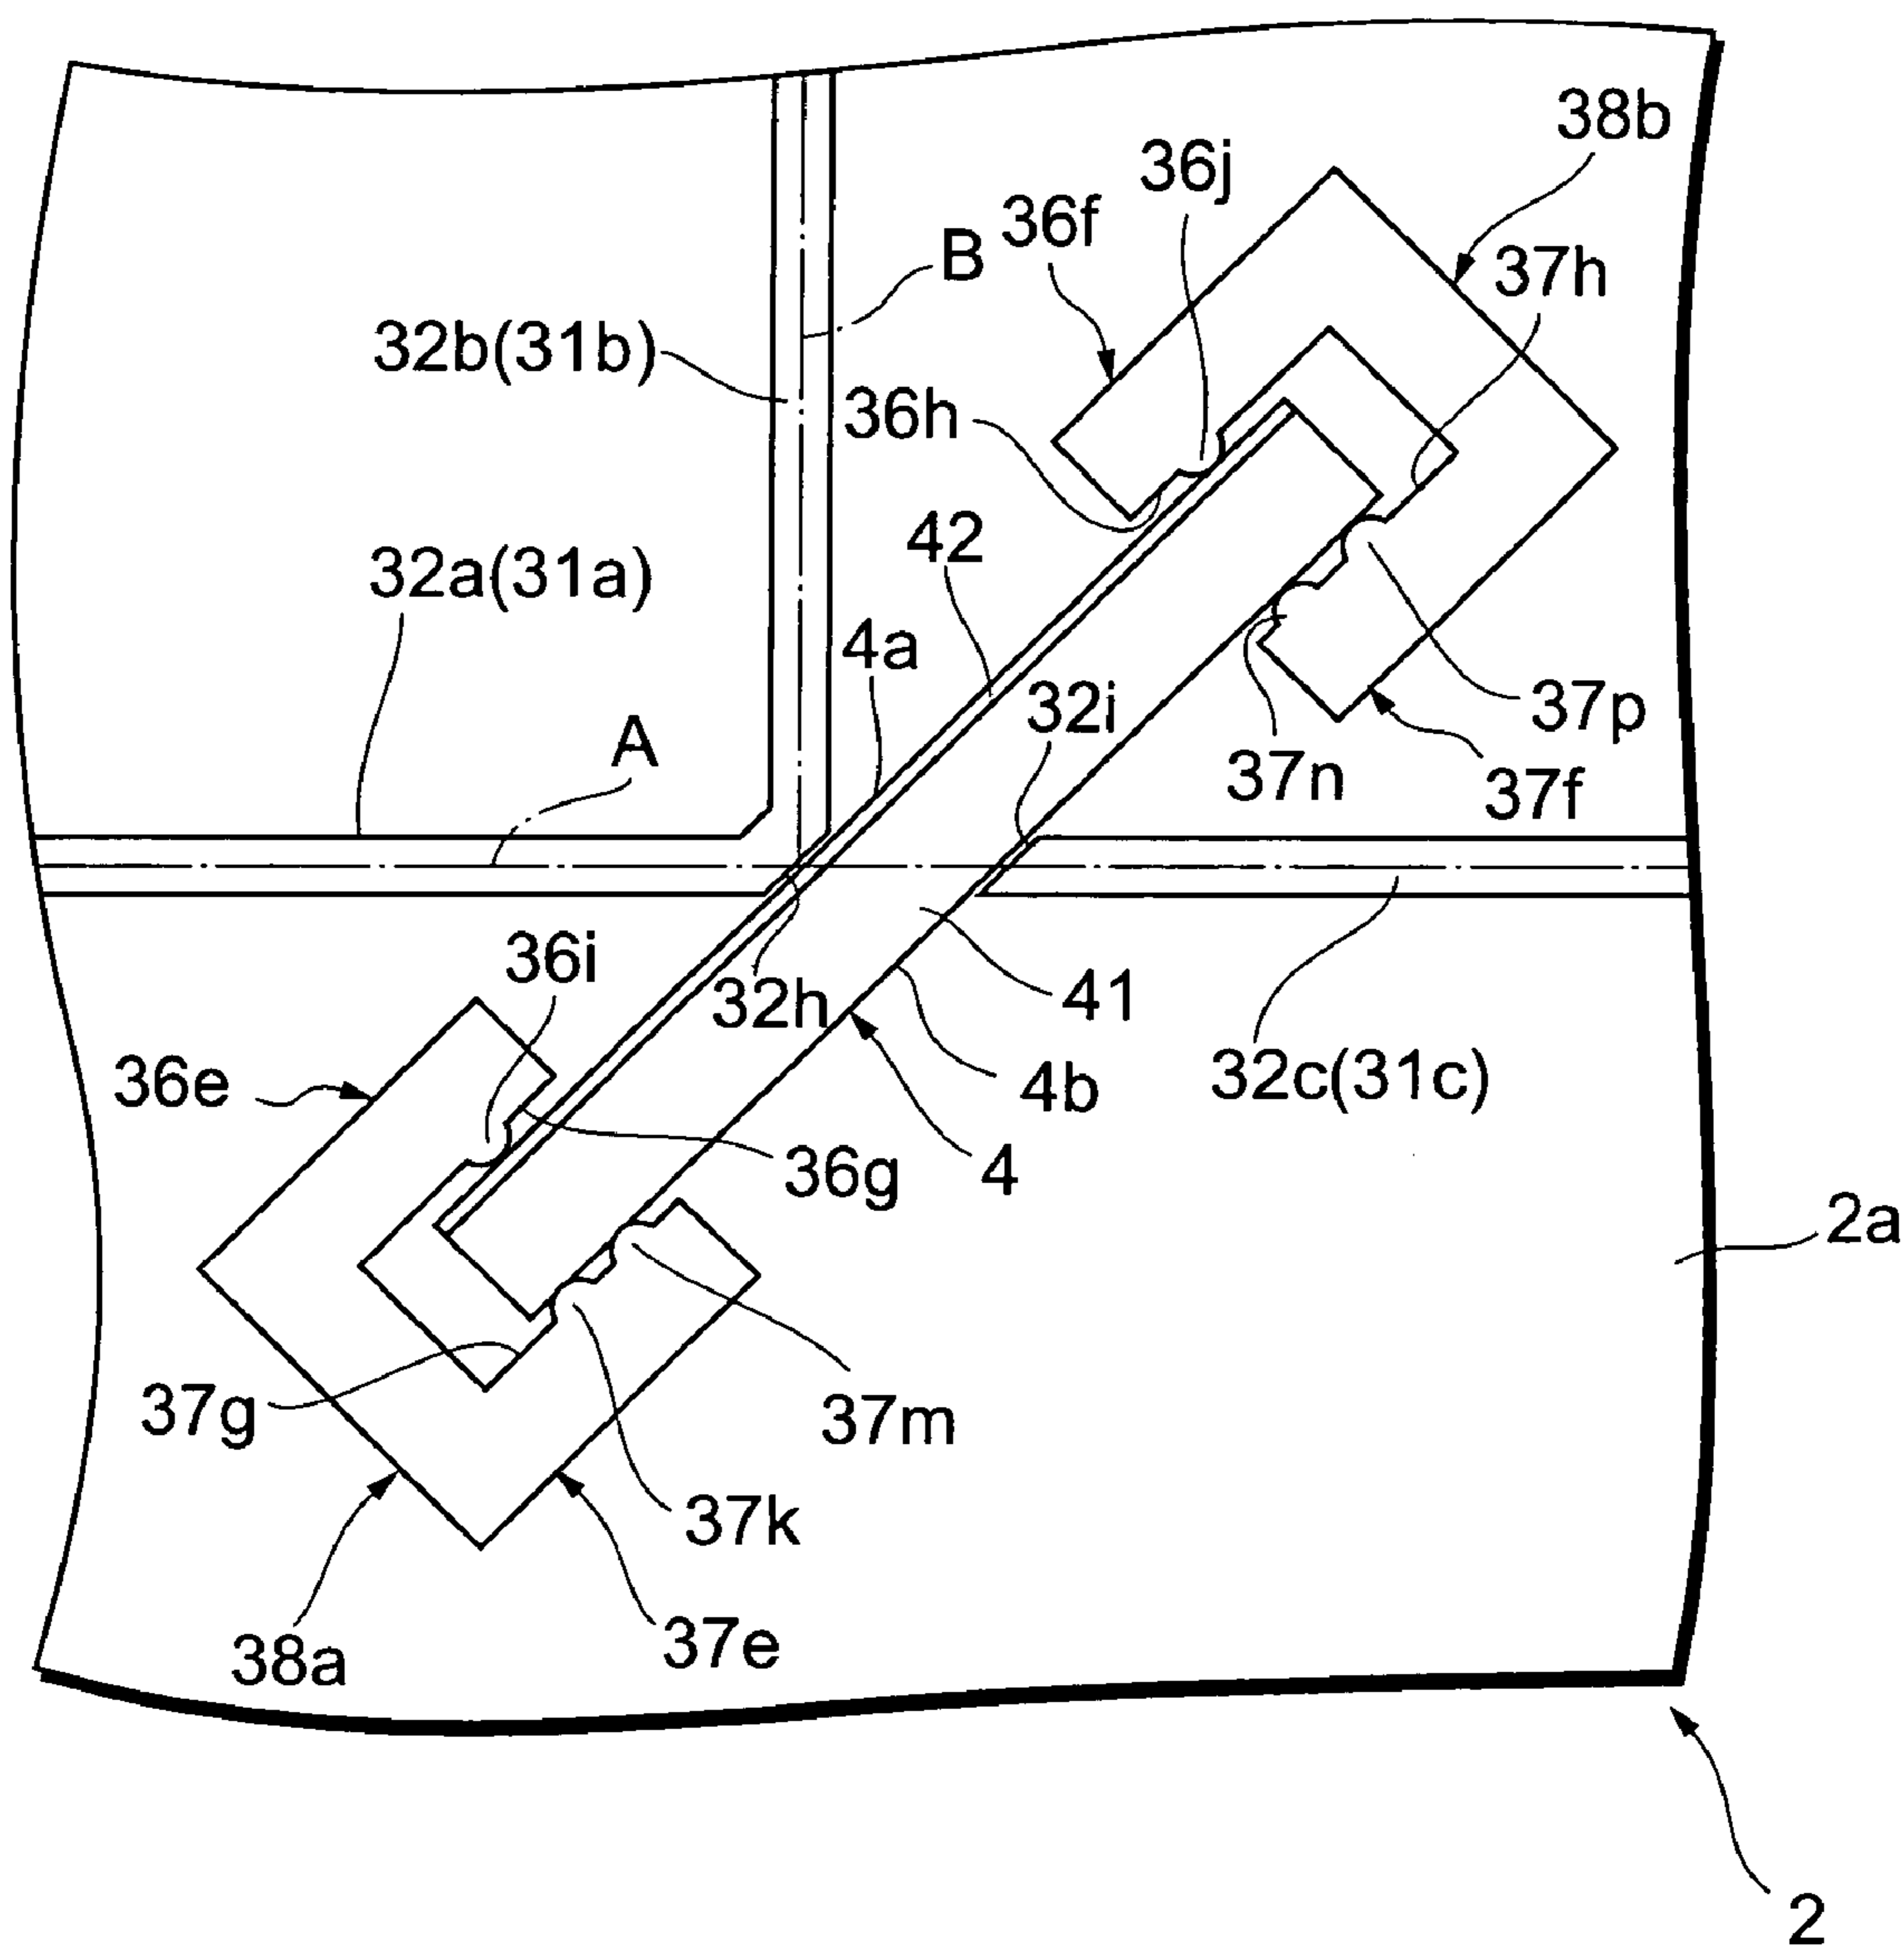 38b
36j
36f
37h
B
32b(31b)
36h
42
32a(31a)
4a
32i
37p
A
37n
37f
36i
32h
41
36e
4b
32c(31c)
36g
4
2a
37g
37m
37k
38a
37e
2